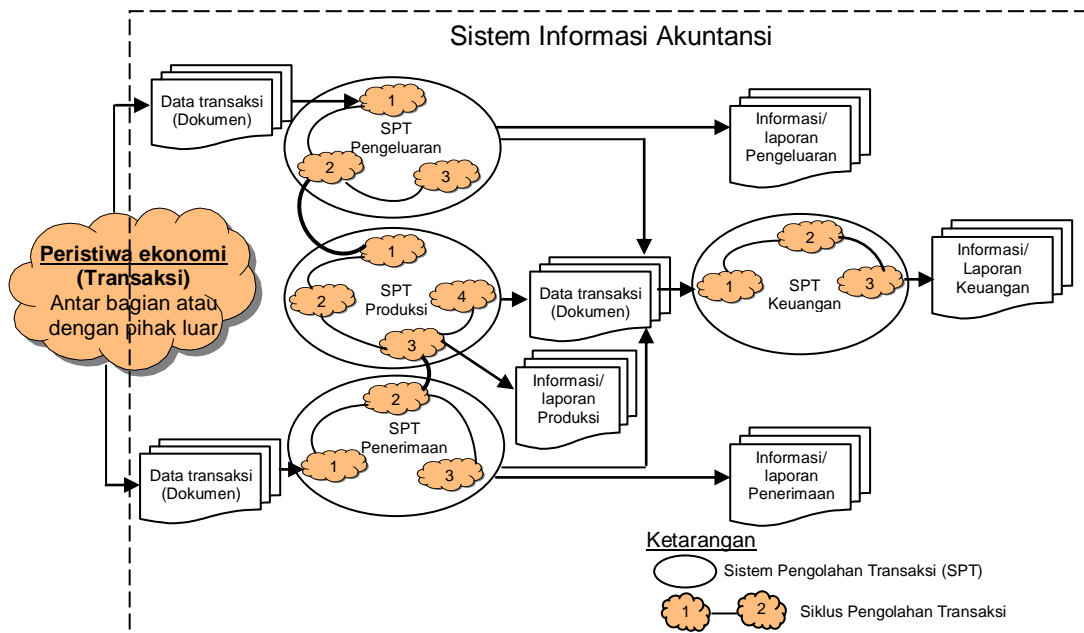 Sistem Informasi Akuntansi
Data transaksi
(Dokumen)
1
SPT
Pengeluaran
2
3
Informasi/
laporan
Pengeluaran
Peristiwa ekonomi
(Transaksi)
Antar bagian atau
dengan pihak luar
1
2
SPT
Produksi
4
3
Data transaksi
(Dokumen)
2
1
SPT
Keuangan
3
Informasi/
Laporan
Keuangan
Informasi/
laporan
Produksi
2
SPT
Penerimaan
1
3
Data transaksi
(Dokumen)
Informasi/
laporan
Penerimaan
Ketarangan
Sistem Pengolahan Transaksi (SPT)
1
2
Siklus Pengolahan Transaksi